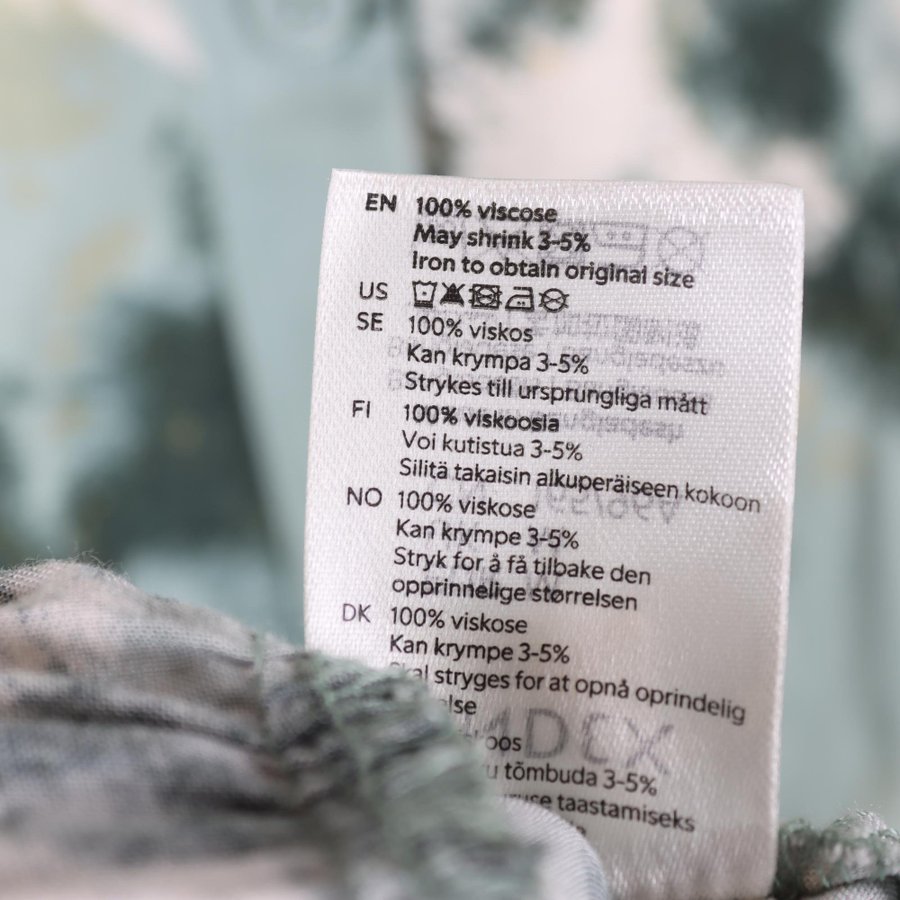 EN 100% viscose
May shrink 3-5%
Iron to obtain original size
US
SE 100% viskos
Kan krympa 3-5%
Strykes till ursprungliga mått
FI 100% viskoosia
Voi kutistua 3-5%
Silitä takaisin alkuperäiseen kokoon
NO 100% viskose
Kan krympe 3-5%
Stryk for å få tilbake den
opprinnelige størrelsen
DK 100% viskose
Kan krympe 3-5%
Skal stryges for at opnå oprindelig
tõmbuda 3-5%
taastamiseks